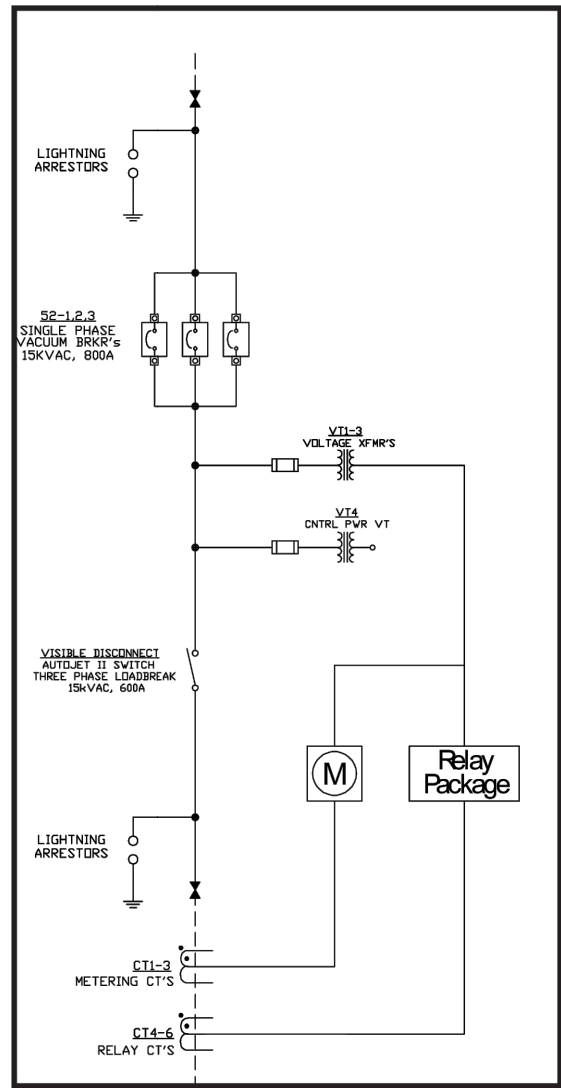 LIGHTNING
ARRESTORS
52-1,2,3
SINGLE PHASE
VACUUM BRKR's
15KVAC, 800A
VT1-3
VOLTAGE XFMR'S
VT4
CNTRL PWR VT
VISIBLE DISCONNECT
AUTOJET II SWITCH
THREE PHASE LOADBREAK
15kVAC, 600A
M
Relay
Package
LIGHTNING
ARRESTORS
CT1-3
METERING CT'S
CT4-6
RELAY CT'S